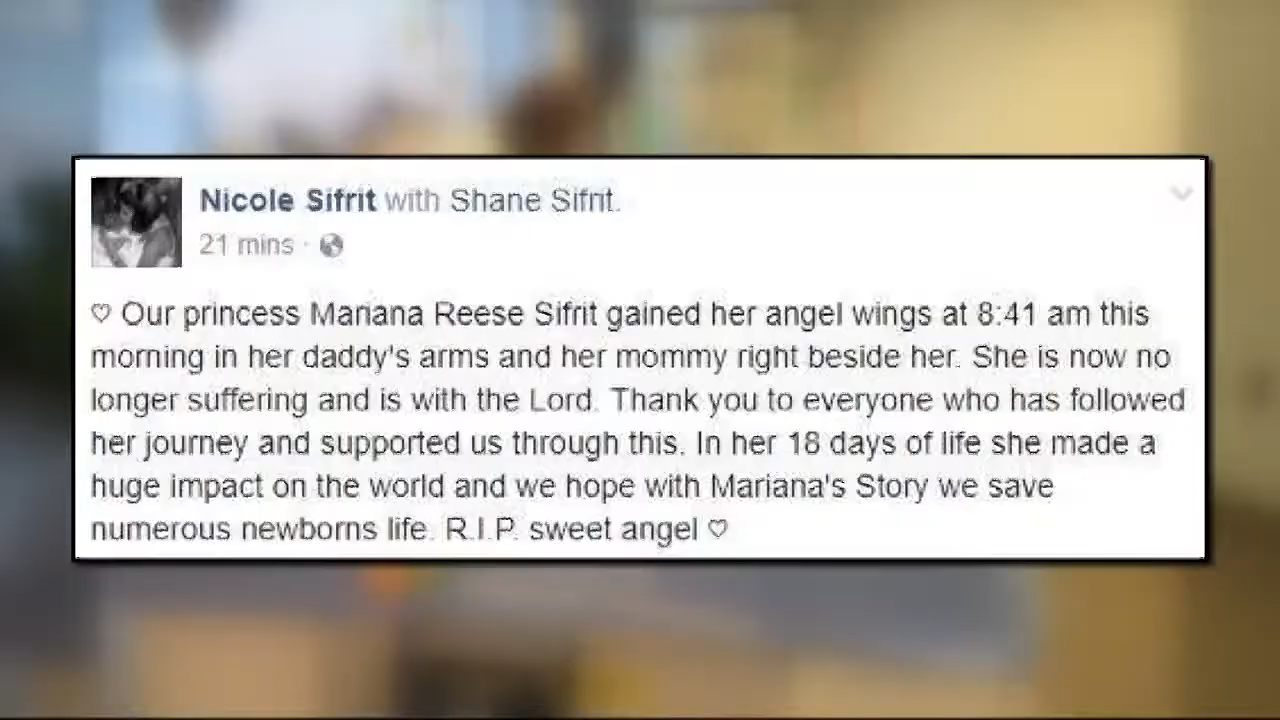 Nicole Sifrit with Shane Sifrit.
21 mins ·
♡ Our princess Mariana Reese Sifrit gained her angel wings at 8:41 am this
morning in her daddy's arms and her mommy right beside her. She is now no
longer suffering and is with the Lord. Thank you to everyone who has followed
her journey and supported us through this. In her 18 days of life she made a
huge impact on the world and we hope with Mariana's Story we save
numerous newborns life. R.I.P. sweet angel ♡